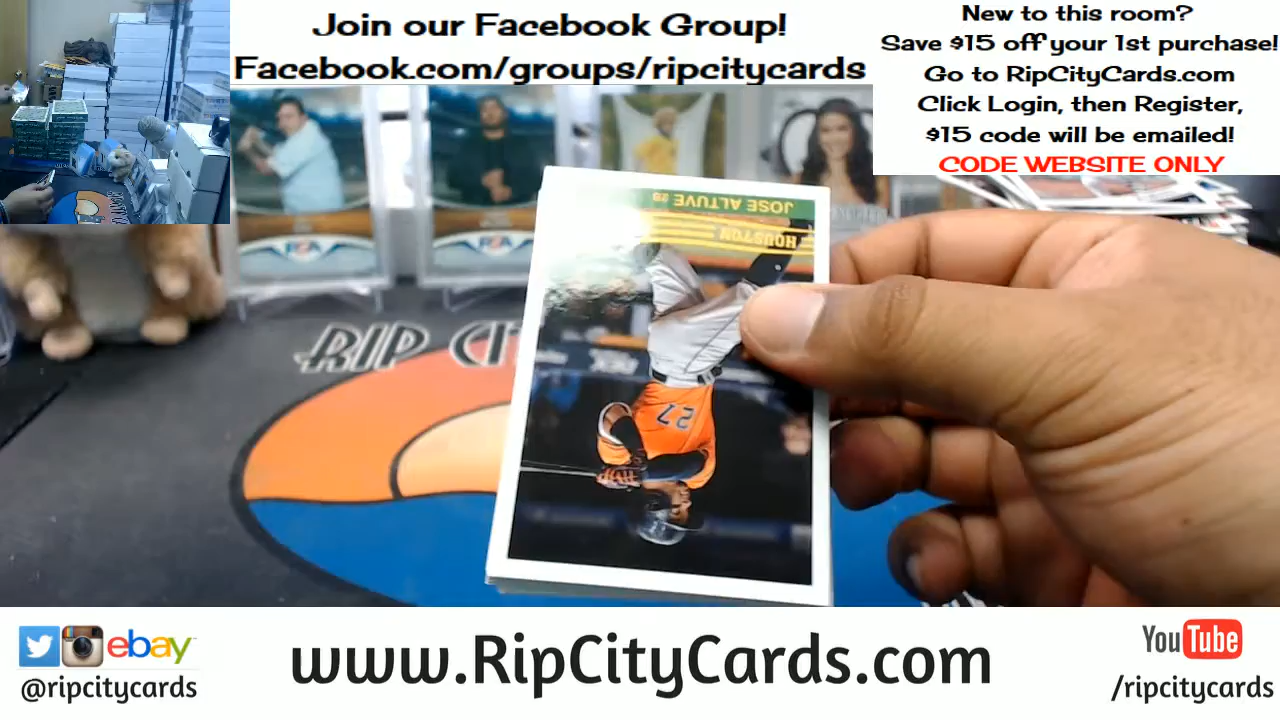 Join our Facebook Group!
Facebook.com/groups/ripcitycards
New to this room?
Save $15 off your 1st purchase!
Go to RipCityCards.com
Click Login, then Register,
$15 code will be emailed!
CODE WEBSITE ONLY
JOSE ALTUVE 2B
HOUSTON
27
RIP
ebay
@ripcitycards
www.RipCityCards.com
YouTube
/ripcitycards